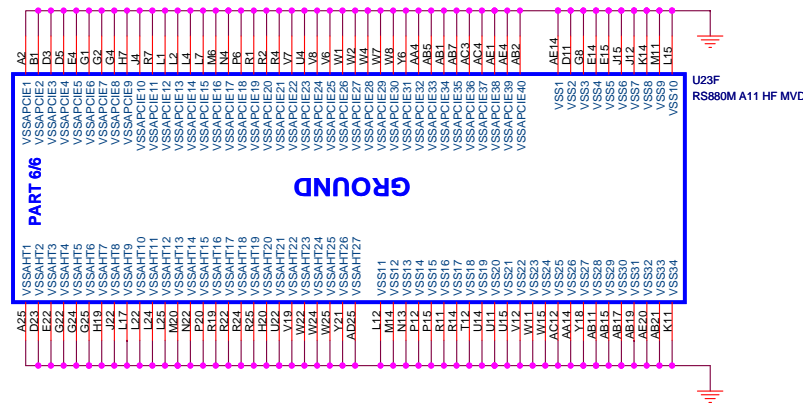 A2
B1
D3
D5
E4
G1
G2
G4
H7
J4
R7
L1
L2
L4
L7
M6
N4
P6
R1
R2
R4
V7
U4
V8
V6
W1
W2
W4
W7
W8
Y6
AA4
AB5
AB1
AB7
AC3
AC4
AE1
AE4
AB2
AE14
D11
G8
E14
E15
J15
J12
K14
M11
L15
U23F
RS880M A11 HF MVD
VSSAPCIE1
VSSAPCIE2
VSSAPCIE3
VSSAPCIE4
VSSAPCIE5
VSSAPCIE6
VSSAPCIE7
VSSAPCIE8
VSSAPCIE9
VSSAPCIE10
VSSAPCIE11
VSSAPCIE12
VSSAPCIE13
VSSAPCIE14
VSSAPCIE15
VSSAPCIE16
VSSAPCIE17
VSSAPCIE18
VSSAPCIE19
VSSAPCIE20
VSSAPCIE21
VSSAPCIE22
VSSAPCIE23
VSSAPCIE24
VSSAPCIE25
VSSAPCIE26
VSSAPCIE27
VSSAPCIE28
VSSAPCIE29
VSSAPCIE30
VSSAPCIE31
VSSAPCIE32
VSSAPCIE33
VSSAPCIE34
VSSAPCIE35
VSSAPCIE36
VSSAPCIE37
VSSAPCIE38
VSSAPCIE39
VSSAPCIE40
VSS1
VSS2
VSS3
VSS4
VSS5
VSS6
VSS7
VSS8
VSS9
VSS10
PART 6/6
GROUND
VSSAHT1
VSSAHT2
VSSAHT3
VSSAHT4
VSSAHT5
VSSAHT6
VSSAHT7
VSSAHT8
VSSAHT9
VSSAHT10
VSSAHT11
VSSAHT12
VSSAHT13
VSSAHT14
VSSAHT15
VSSAHT16
VSSAHT17
VSSAHT18
VSSAHT19
VSSAHT20
VSSAHT21
VSSAHT22
VSSAHT23
VSSAHT24
VSSAHT25
VSSAHT26
VSSAHT27
VSS11
VSS12
VSS13
VSS14
VSS15
VSS16
VSS17
VSS18
VSS19
VSS20
VSS21
VSS22
VSS23
VSS24
VSS25
VSS26
VSS27
VSS28
VSS29
VSS30
VSS31
VSS32
VSS33
VSS34
A25
D23
E22
G22
G24
G25
H19
J22
L17
L22
L24
L25
M20
N22
P20
R19
R22
R24
R25
H20
U22
V19
W22
W24
W25
Y21
AD25
L12
M14
N13
P12
P15
R11
R14
T12
U14
U11
U15
V12
W11
W15
AC12
AA14
Y18
AB11
AB15
AB17
AB19
AE20
AB21
K11